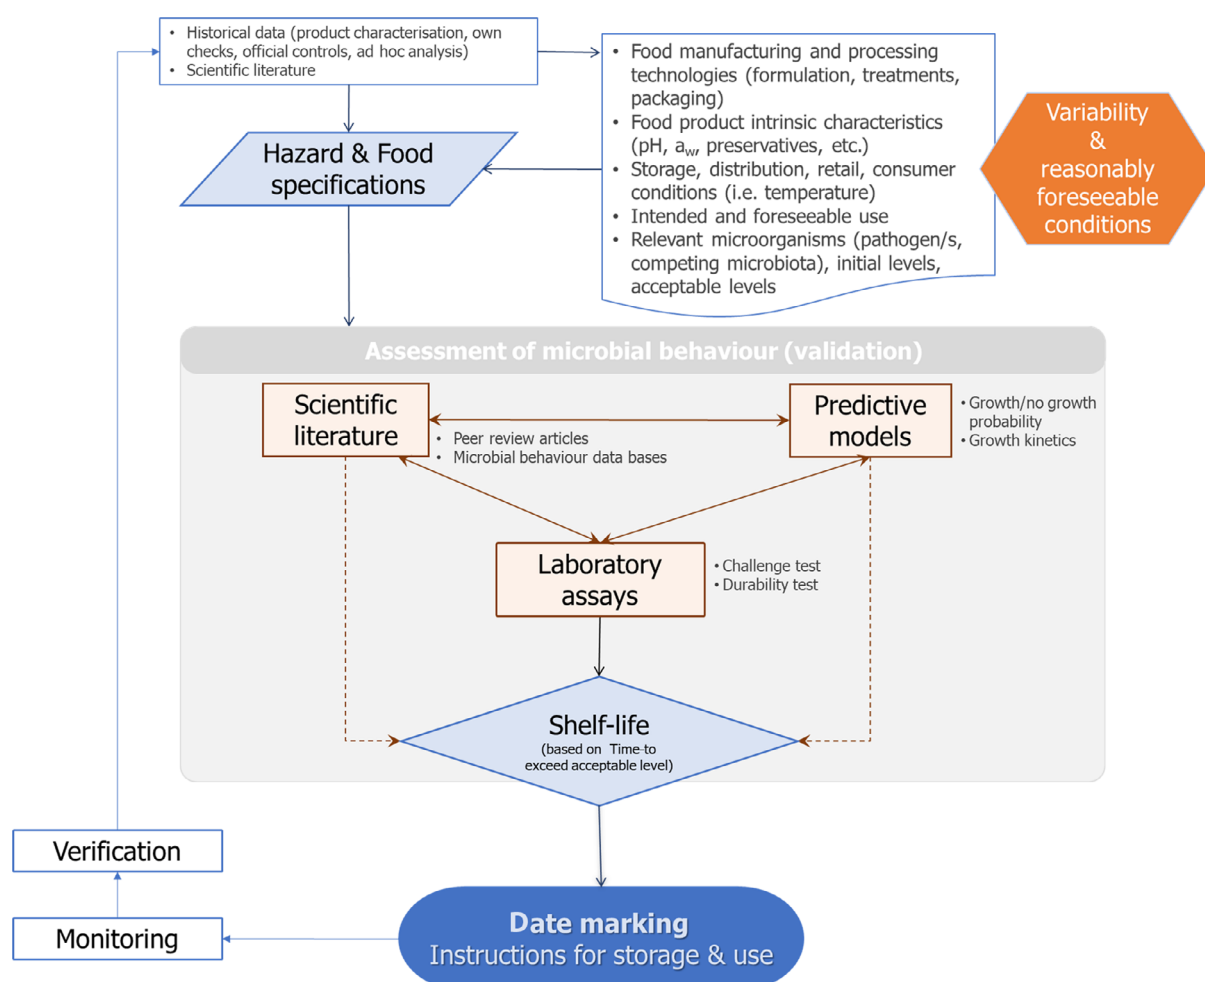 • Historical data (product characterisation, own
checks, official controls, ad hoc analysis)
• Scientific literature
• Food manufacturing and processing
technologies (formulation, treatments,
packaging)
• Food product intrinsic characteristics
(pH, aw, preservatives, etc.)
• Storage, distribution, retail, consumer
conditions (i.e. temperature)
• Intended and foreseeable use
• Relevant microorganisms (pathogen/s,
competing microbiota), initial levels,
acceptable levels
Variability
&
reasonably
foreseeable
conditions
Hazard & Food
specifications
Assessment of microbial behaviour (validation)
Scientific
literature
• Peer review articles
• Microbial behaviour data bases
Predictive
models
• Growth/no growth
probability
• Growth kinetics
Laboratory
assays
• Challenge test
• Durability test
Shelf-life
(based on Time-to
exceed acceptable level)
Verification
Monitoring
Date marking
Instructions for storage & use